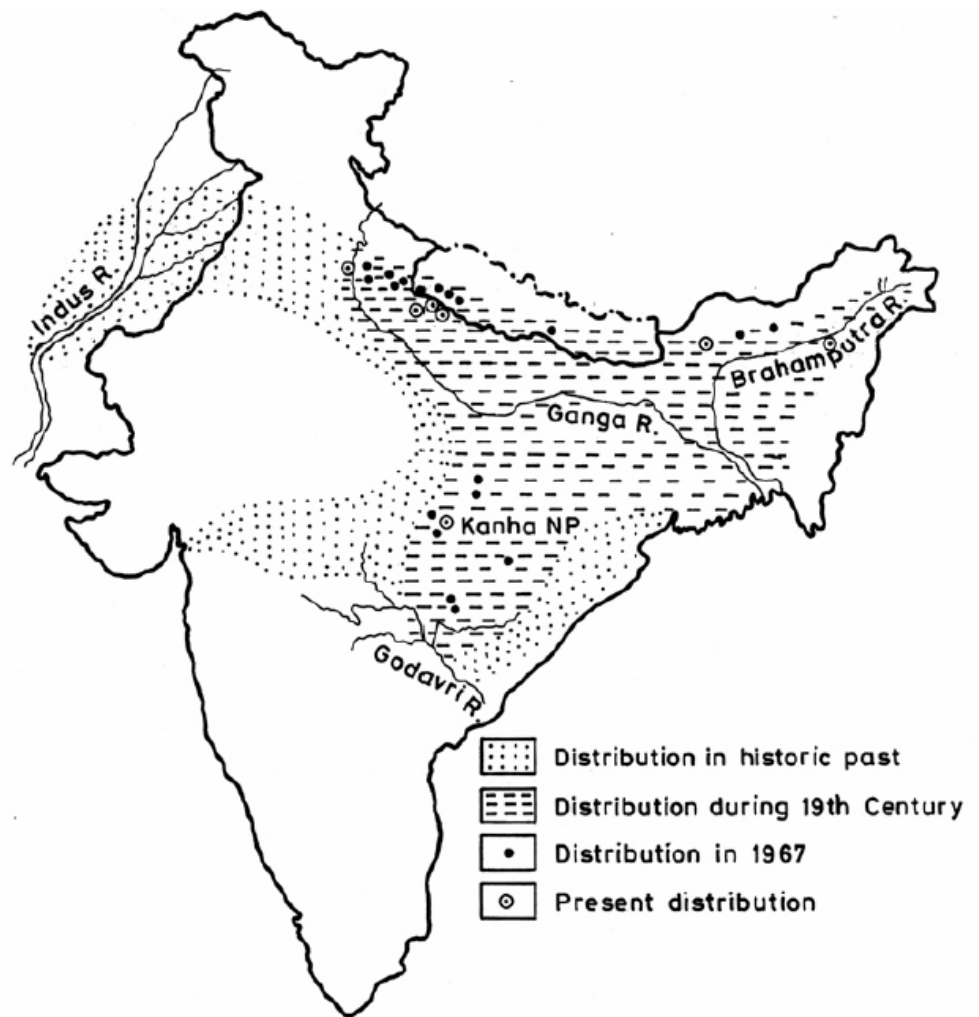 Indus R.
Brahamputra R.
Ganga R.
Kanha NP
Godavri R.
Distribution in historic past
Distribution during 19th Century
Distribution in 1967
Present distribution